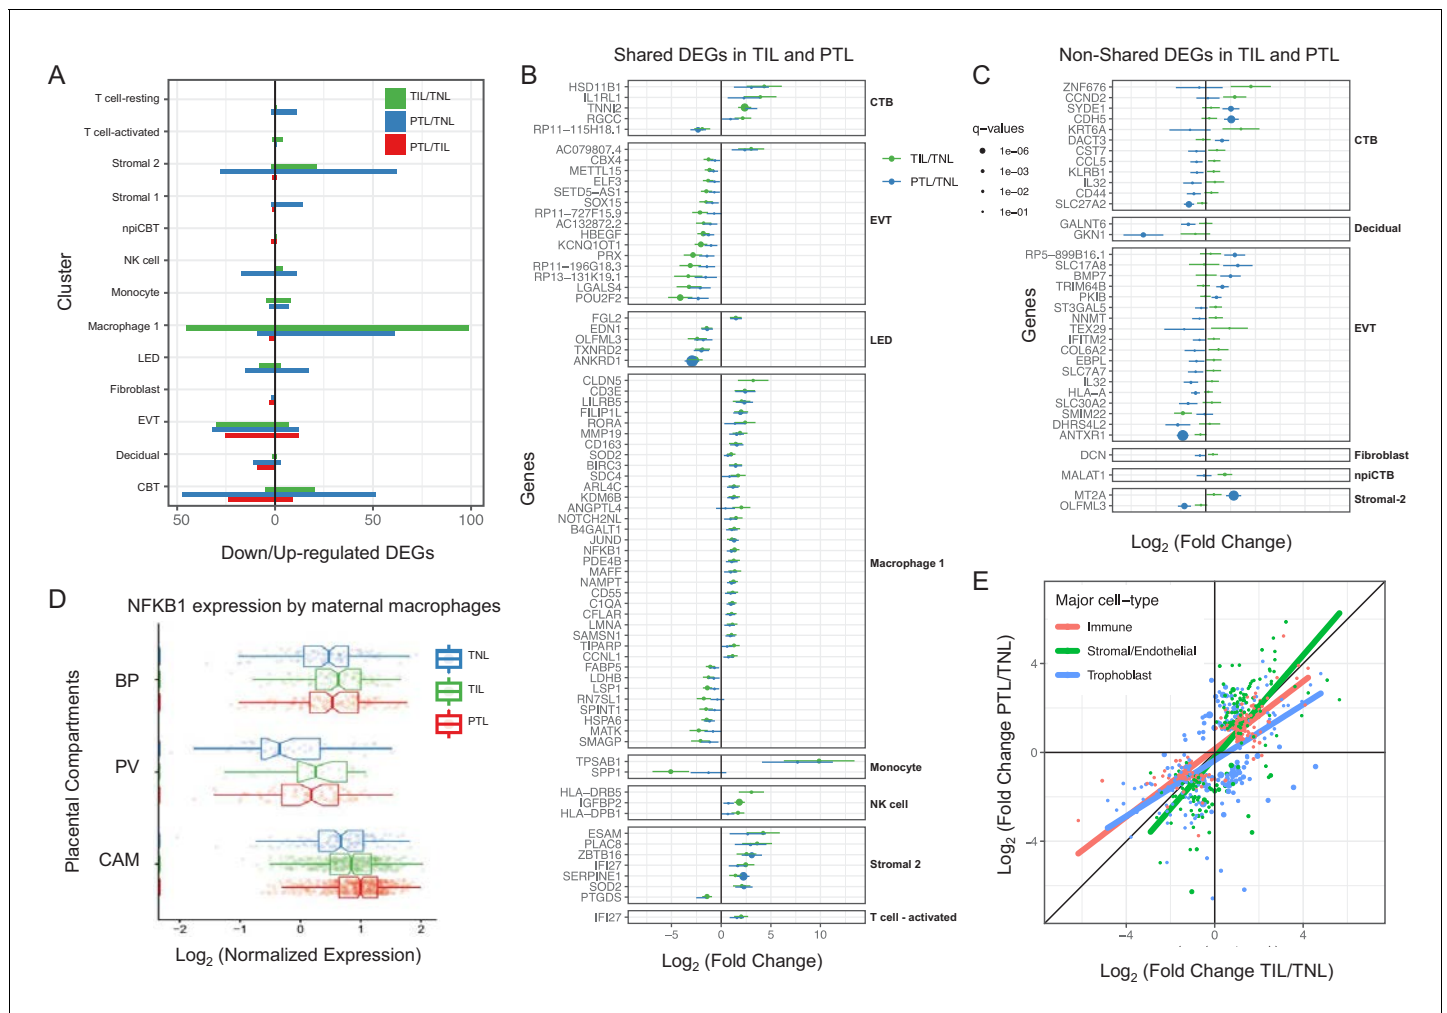 A
T cell-resting
T cell-activated
Stromal 2
Stromal 1
npiCBT
NK cell
Monocyte
Macrophage 1
LED
Fibroblast
EVT
Decidual
CBT
Cluster
TIL/TNL
PTL/TNL
PTL/TIL
50 0 50 100
Down/Up-regulated DEGs
B
Shared DEGs in TIL and PTL
HSD11B1
IL1RL1
TNNI2
RGCC
RP11−115H18.1
CTB
AC079807.4
CBX4
METTL15
ELF3
SETD5−AS1
SOX15
RP11−727F15.9
AC132872.2
HBEGF
KCNQ1OT1
PRX
RP11−196G18.3
RP13−131K19.1
LGALS4
POU2F2
EVT
FGL2
EDN1
OLFML3
TXNRD2
ANKRD1
LED
CLDN5
CD3E
LILRB5
FILIP1L
RORA
MMP19
CD163
SOD2
BIRC3
SDC4
ARL4C
KDM6B
ANGPTL4
NOTCH2NL
B4GALT1
JUND
NFKB1
PDE4B
MAFF
NAMPT
CD55
C1QA
CFLAR
LMNA
SAMSN1
TIPARP
CCNL1
FABP5
LDHB
LSP1
RN7SL1
SPINT1
HSPA6
MATK
SMAGP
Macrophage 1
TPSAB1
SPP1
Monocyte
HLA−DRB5
IGFBP2
HLA−DPB1
NK cell
ESAM
PLAC8
ZBTB16
IFI27
SERPINE1
SOD2
PTGDS
Stromal 2
IFI27
T cell - activated
Genes
−5 0 5 10
Log2 (Fold Change)
TIL/TNL
PTL/TNL
q−values
1e−06
1e−03
1e−02
1e−01
C
Non-Shared DEGs in TIL and PTL
ZNF676
CCND2
SYDE1
CDH5
KRT6A
DACT3
CST7
CCL5
KLRB1
IL32
CD44
SLC27A2
CTB
GALNT6
GKN1
Decidual
RP5−899B16.1
SLC17A8
BMP7
TRIM64B
PKIB
ST3GAL5
NNMT
TEX29
IFITM2
COL6A2
EBPL
SLC7A7
IL32
HLA−A
SLC30A2
SMIM22
DHRS4L2
ANTXR1
EVT
DCN
Fibroblast
MALAT1
npiCTB
MT2A
OLFML3
Stromal-2
Genes
Log2 (Fold Change)
D
NFKB1 expression by maternal macrophages
BP
PV
CAM
Placental Compartments
TNL
TIL
PTL
−2 −1 0 1 2
Log2 (Normalized Expression)
E
Major cell−type
Immune
Stromal/Endothelial
Trophoblast
4
0
−4
Log2 (Fold Change PTL/TNL)
−4 0 4
Log2 (Fold Change TIL/TNL)